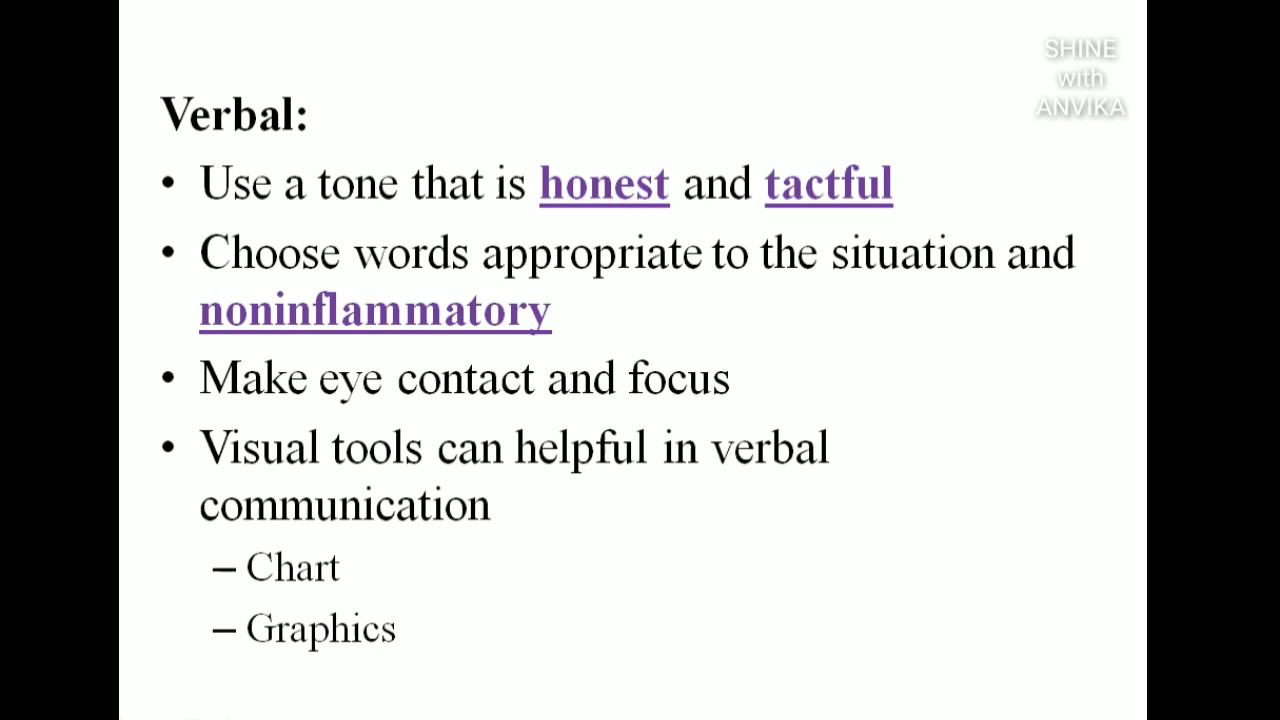 SHINE
with
ANVIKA
Verbal:
• Use a tone that is honest and tactful
• Choose words appropriate to the situation and
noninflammatory
• Make eye contact and focus
• Visual tools can helpful in verbal
communication
– Chart
– Graphics